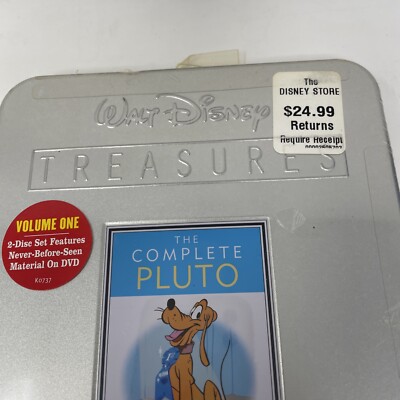 The
DISNEY STORE
$24.99
Returns
Require Receipt
WALT DISNEY
TREASURES
VOLUME ONE
2-Disc Set Features
Never-Before-Seen
Material On DVD
K0737
THE
COMPLETE
PLUTO